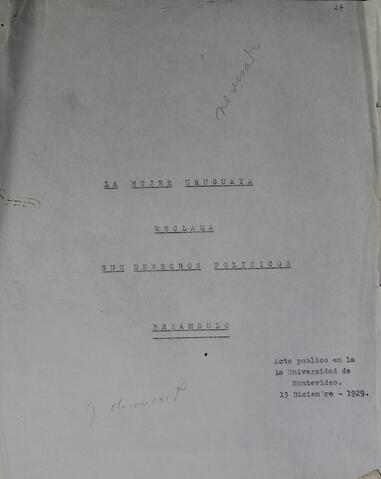 24
revisado
LA MUJER URUGUAYA
RECLAMA
SUS DERECHOS POLITICOS
PREAMBULO
Acto publico en la
la Universidad de
Montevideo.
13 Diciembre - 1929.